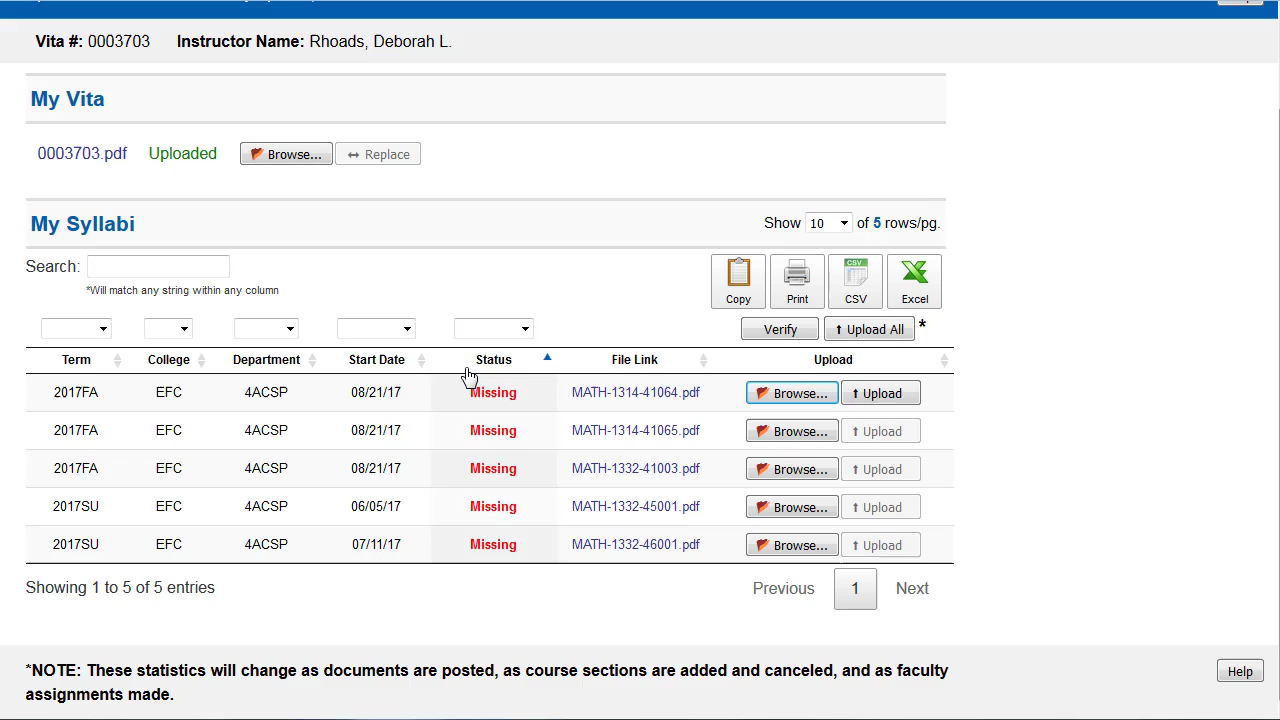 Vita #: 0003703 Instructor Name: Rhoads, Deborah L.
My Vita
0003703.pdf Uploaded Browse... Replace
My Syllabi Show 10 of 5 rows/pg.
Search:
*Will match any string within any column
Copy Print CSV Excel
Verify Upload All *
Term College Department Start Date Status File Link Upload
2017FA EFC 4ACSP 08/21/17 Missing MATH-1314-41064.pdf Browse... Upload
2017FA EFC 4ACSP 08/21/17 Missing MATH-1314-41065.pdf Browse... Upload
2017FA EFC 4ACSP 08/21/17 Missing MATH-1332-41003.pdf Browse... Upload
2017SU EFC 4ACSP 06/05/17 Missing MATH-1332-45001.pdf Browse... Upload
2017SU EFC 4ACSP 07/11/17 Missing MATH-1332-46001.pdf Browse... Upload
Showing 1 to 5 of 5 entries Previous 1 Next
*NOTE: These statistics will change as documents are posted, as course sections are added and canceled, and as faculty
assignments made.
Help